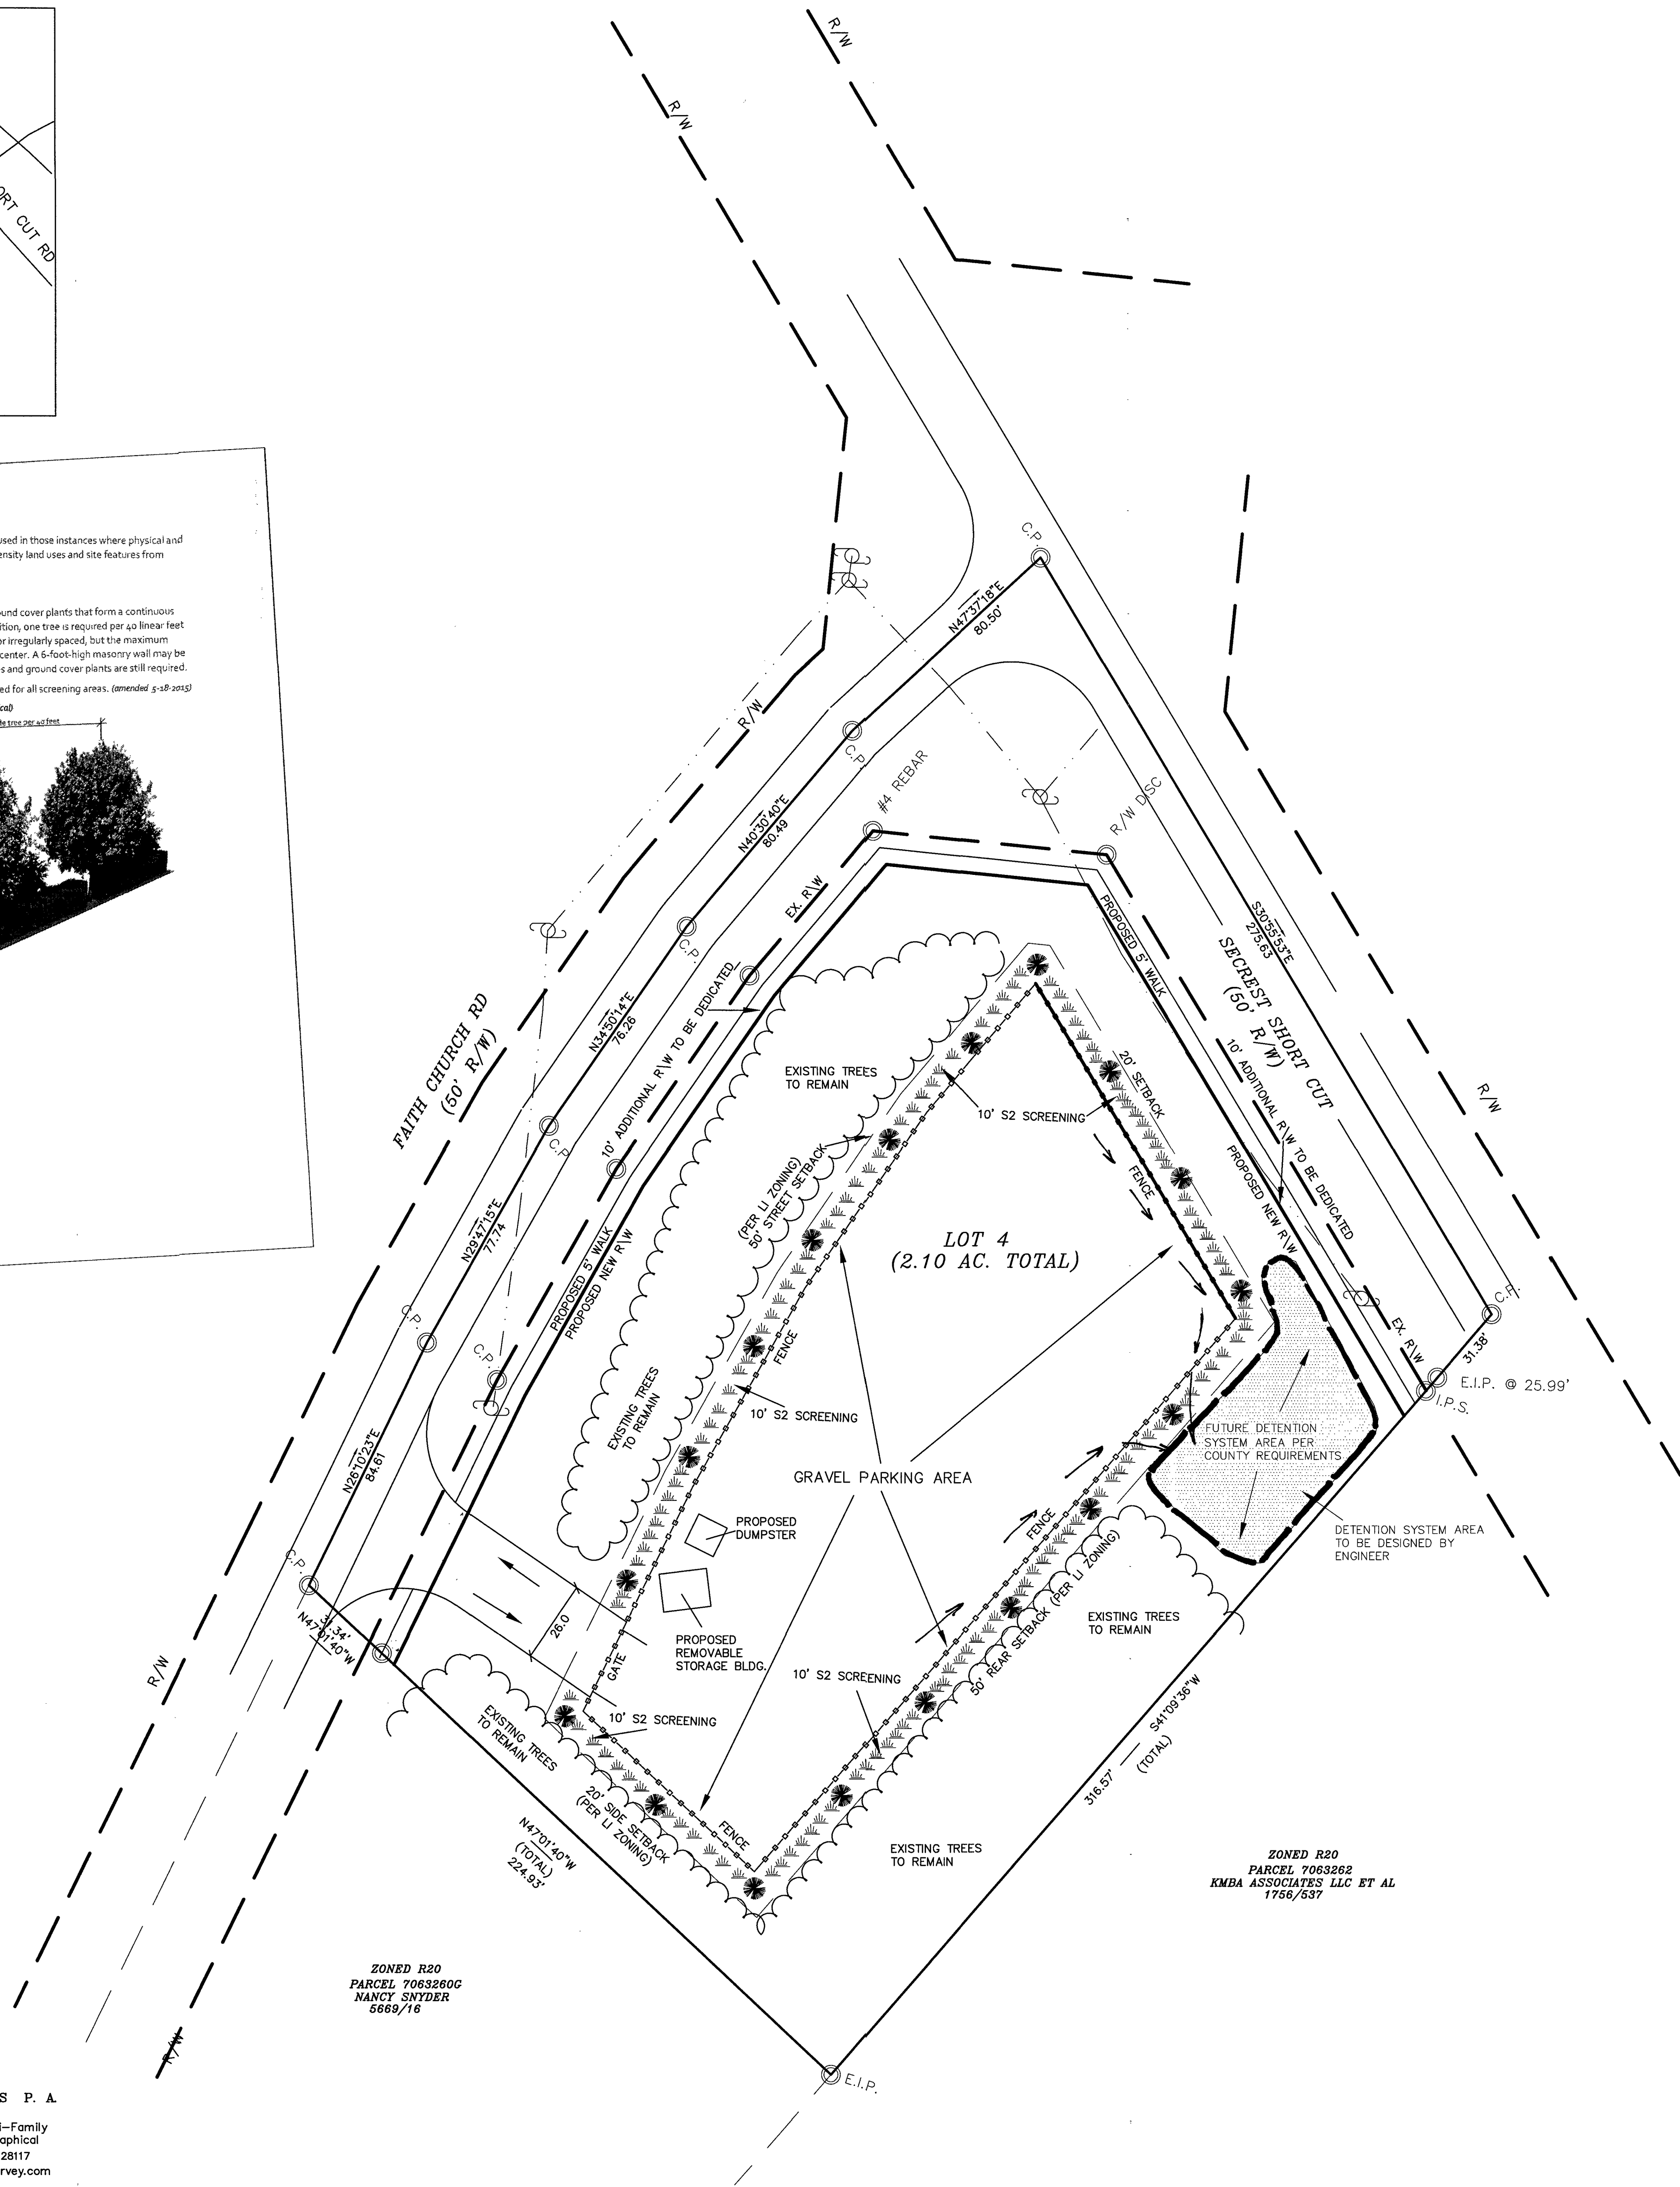 R/W
R/W
ORT CUT RD
used in those instances where physical and
ensity land uses and site features from
und cover plants that form a continuous
ition, one tree is required per 40 linear feet
or irregularly spaced, but the maximum
center. A 6-foot-high masonry wall may be
s and ground cover plants are still required.
ed for all screening areas. (amended 5-18-2015)
cal)
de tree per 40 feet
C.P.
N47°37'18"E
80.50'
R/W
C.P.
#4 REBAR
R/W DISC
N40°30'40"E
80.49
EX. R\W
C.P.
PROPOSED 5' WALK
S30°55'53"E
275.63
SECREST SHORT CUT
(50' R/W)
10' ADDITIONAL R\W TO BE DEDICATED
N34°50'14"E
76.26
FAITH CHURCH RD
(50' R/W)
EXISTING TREES
TO REMAIN
20' SETBACK
10' S2 SCREENING
10' ADDITIONAL R\W TO BE DEDICATED
R/W
C.P.
FENCE
(PER LI ZONING)
50' STREET SETBACK
PROPOSED NEW R\W
N29°47'15"E
77.74
LOT 4
(2.10 AC. TOTAL)
PROPOSED 5' WALK
PROPOSED NEW R\W
C.P.
C.P.
C.P.
FENCE
EX. R\W
31.38'
E.I.P. @ 25.99'
I.P.S.
EXISTING TREES
TO REMAIN
10' S2 SCREENING
FUTURE DETENTION
SYSTEM AREA PER
COUNTY REQUIREMENTS
N26°10'23"E
84.61
GRAVEL PARKING AREA
PROPOSED
DUMPSTER
FENCE
DETENTION SYSTEM AREA
TO BE DESIGNED BY
ENGINEER
C.P.
31.34'
N47°01'40"W
26.0
PROPOSED
REMOVABLE
STORAGE BLDG.
GATE
50' REAR SETBACK (PER LI ZONING)
EXISTING TREES
TO REMAIN
R/W
10' S2 SCREENING
10' S2 SCREENING
EXISTING TREES
TO REMAIN
S41°09'36"W
316.57'
(TOTAL)
20' SIDE SETBACK
(PER LI ZONING)
FENCE
N47°01'40"W
(TOTAL)
224.93'
EXISTING TREES
TO REMAIN
ZONED R20
PARCEL 7063262
KMBA ASSOCIATES LLC ET AL
1756/537
ZONED R20
PARCEL 7063260G
NANCY SNYDER
5669/16
R/W
E.I.P.
S P. A.
i-Family
aphical
28117
rvey.com